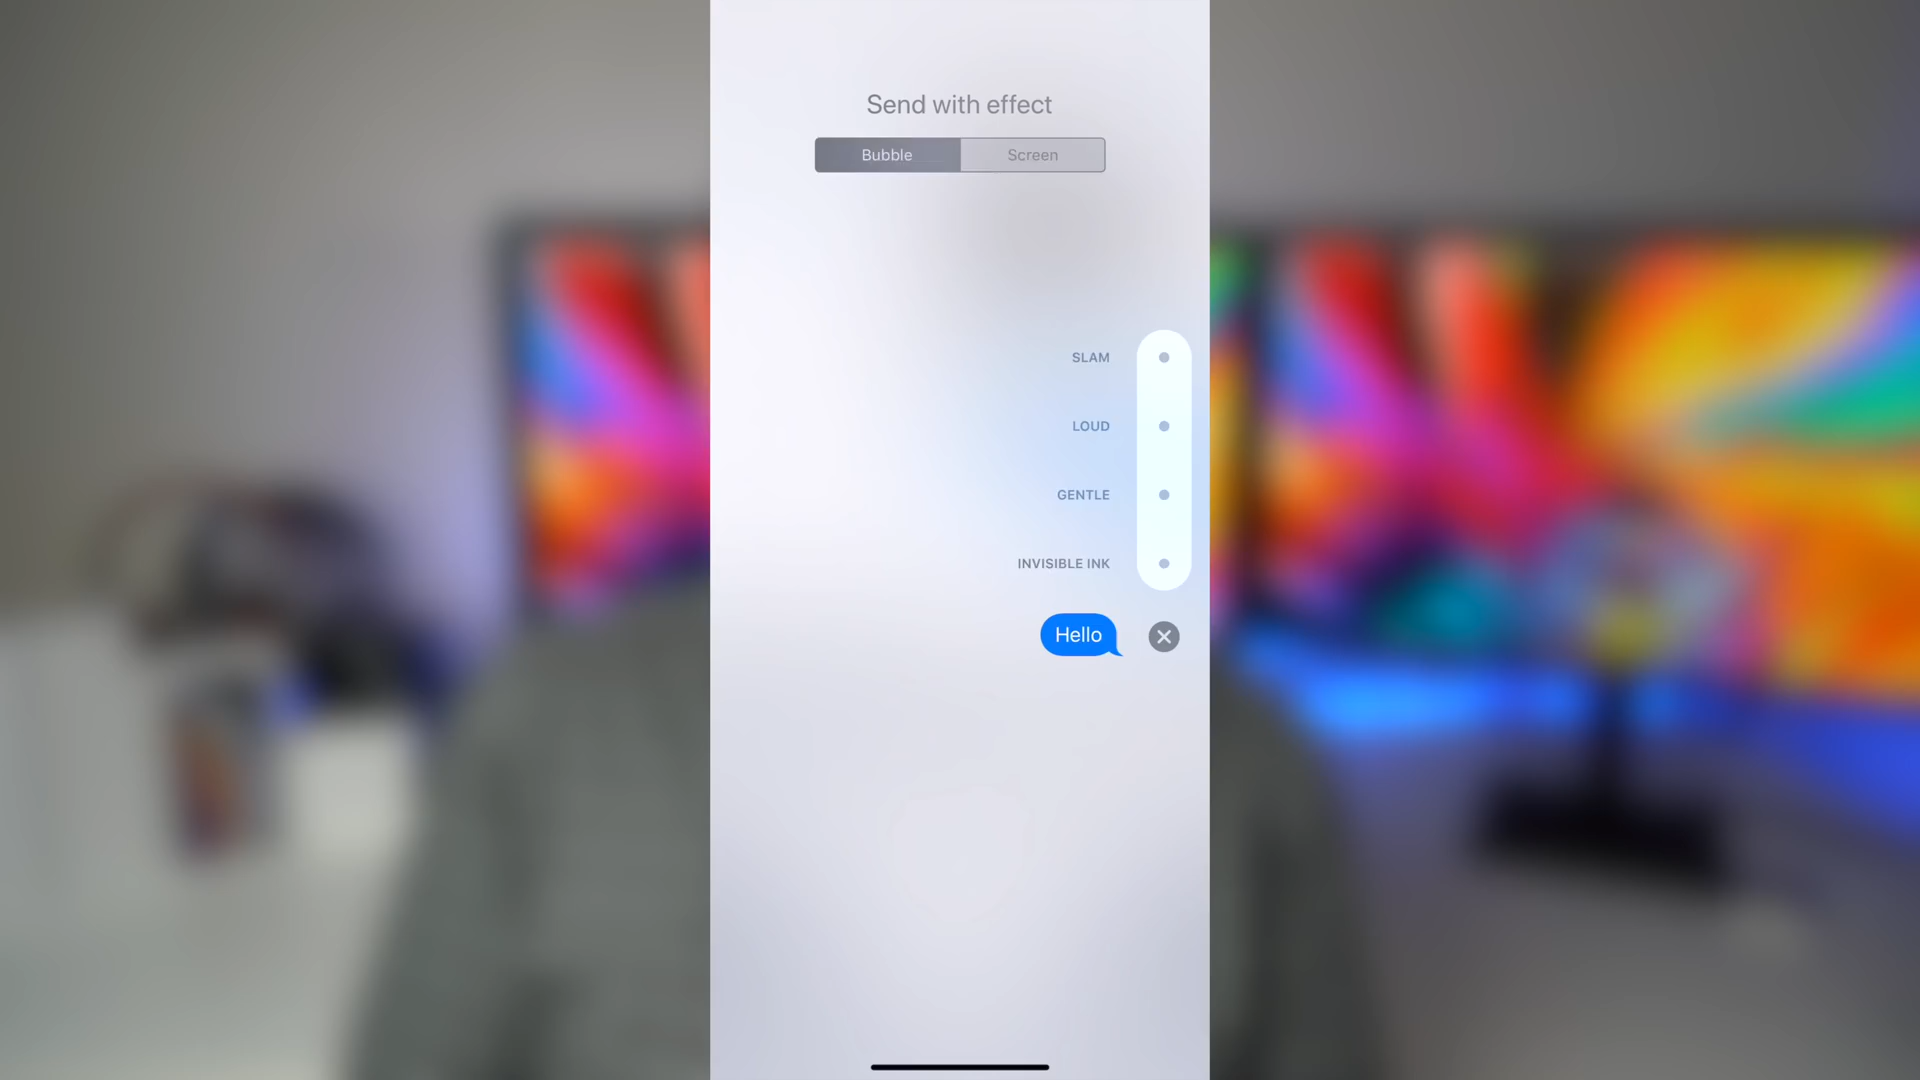 Send with effect
Bubble Screen
SLAM
LOUD
GENTLE
INVISIBLE INK
Hello